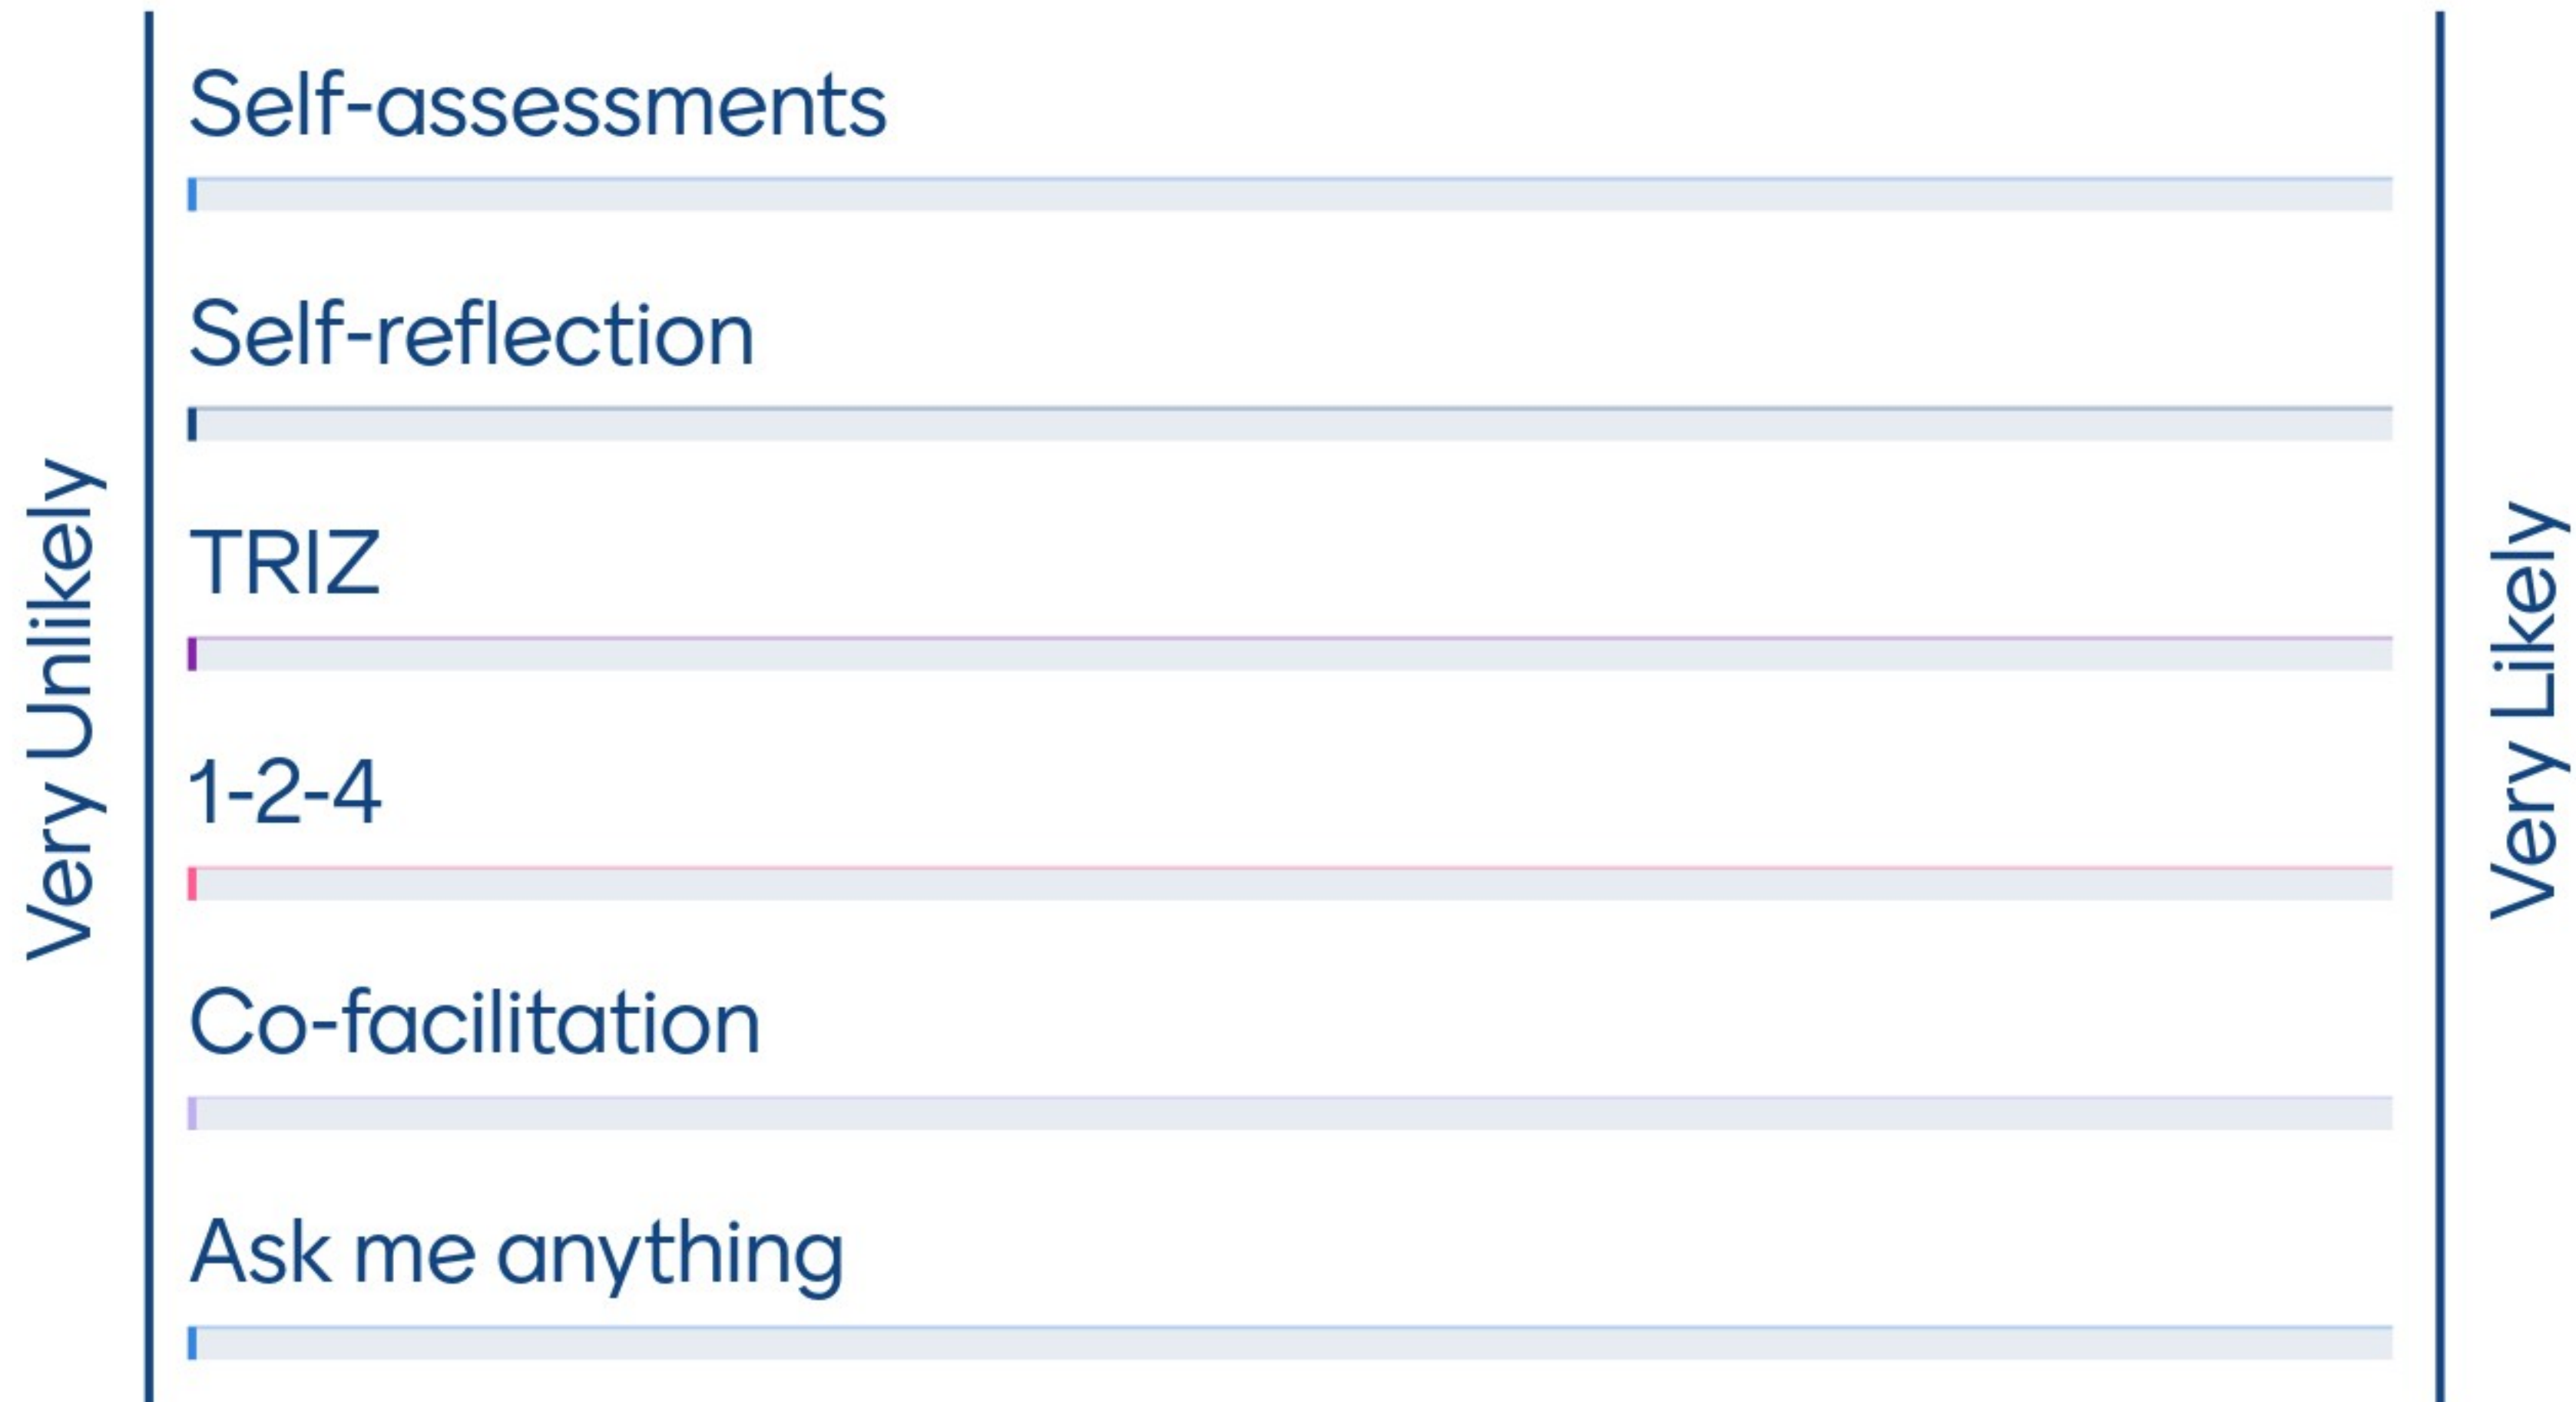 Very Unlikely
Self-assessments
Self-reflection
TRIZ
1-2-4
Co-facilitation
Ask me anything
Very Likely